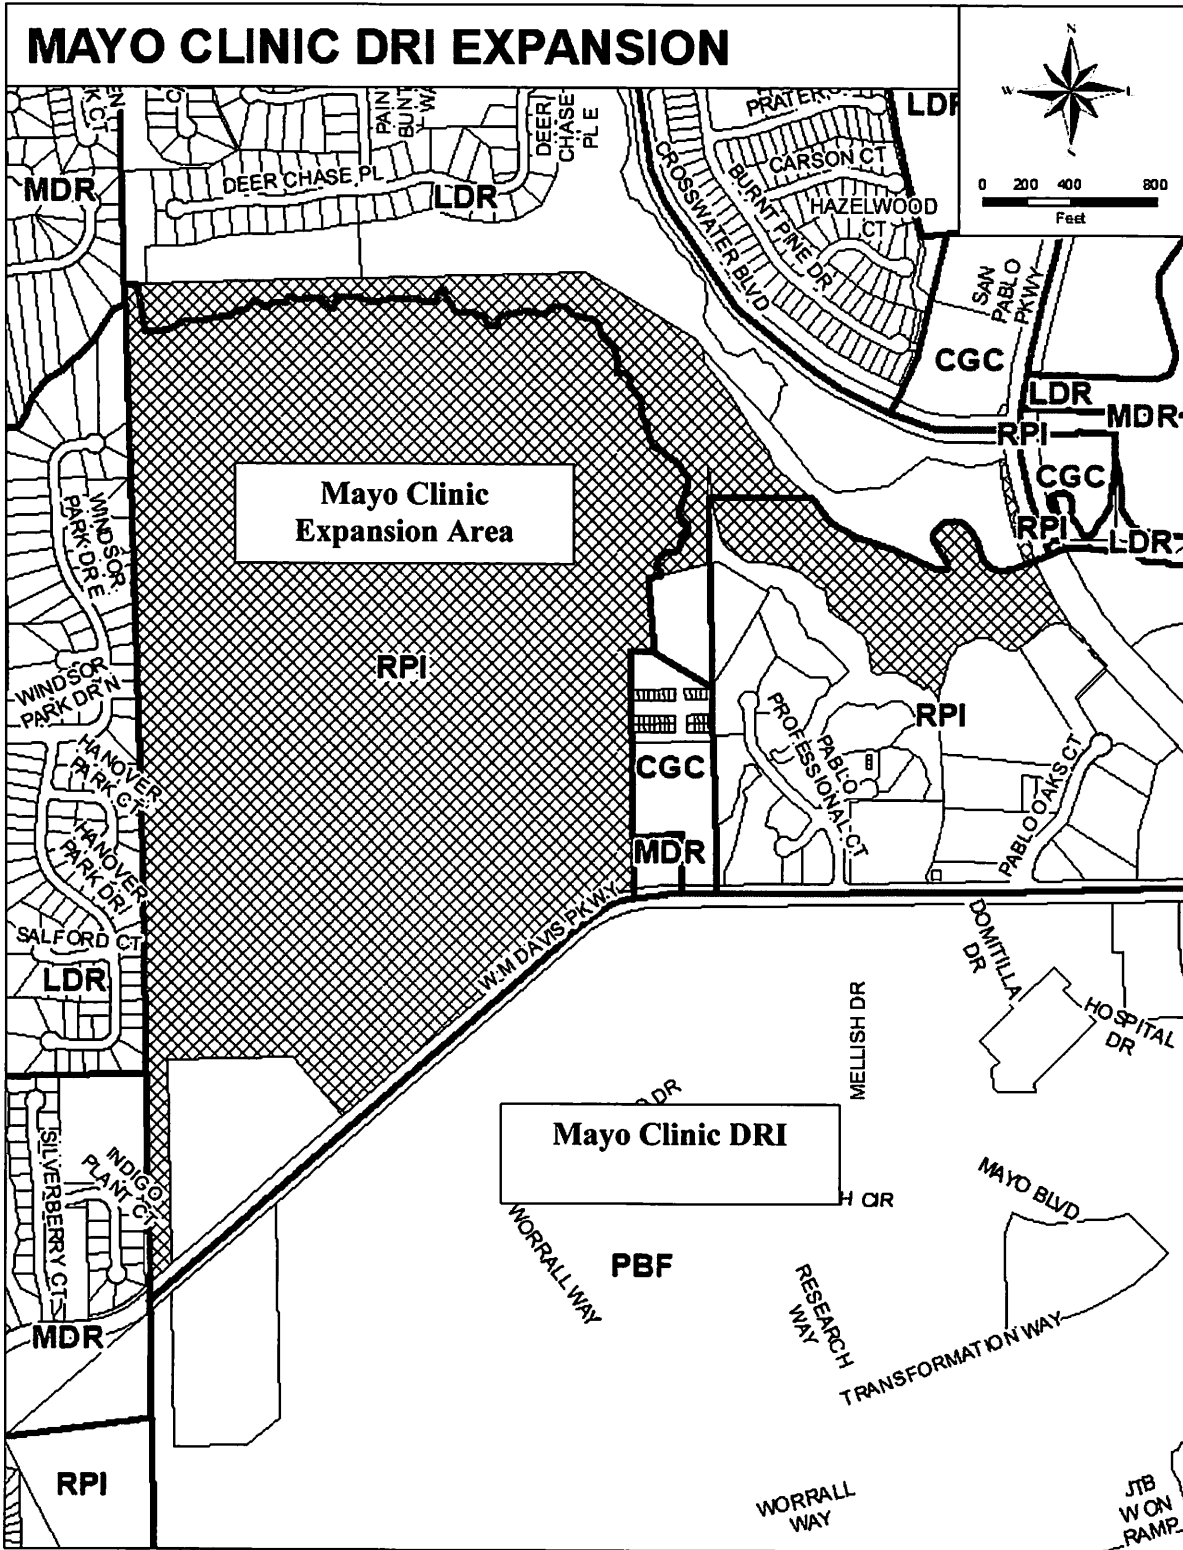 MAYO CLINIC DRI EXPANSION
N
W
0 200 400 800
Feet
MDR
DEER CHASE PL
LDR
DEER
CHASE
PL E
CROSSWATER BLVD
BURNT PINE DR
CARSON CT
HAZELWOOD
CT
SAN
PABLO
PKWY
CGC
LDR
MDR
RPI
CGC
RPI
LDR
Mayo Clinic
Expansion Area
WINDSOR
PARK DR E
WINDSOR
PARK DR N
RPI
HANOVER
PARK CT
HANOVER
PARK DR
SALFORD CT
LDR
CGC
MDR
PROFESSIONAL CT
PABLO
RPI
PABLO OAKS CT
W M DAVIS PKWY
DOMITILLA
DR
HOSPITAL
DR
MELLISH DR
DR
Mayo Clinic DRI
CIR
MAYO BLVD
SILVERBERRY CT
INDIGO
PLANT CT
MDR
WORRALL WAY
PBF
RESEARCH
WAY
TRANSFORMATION WAY
RPI
WORRALL
WAY
JTB
W ON
RAMP